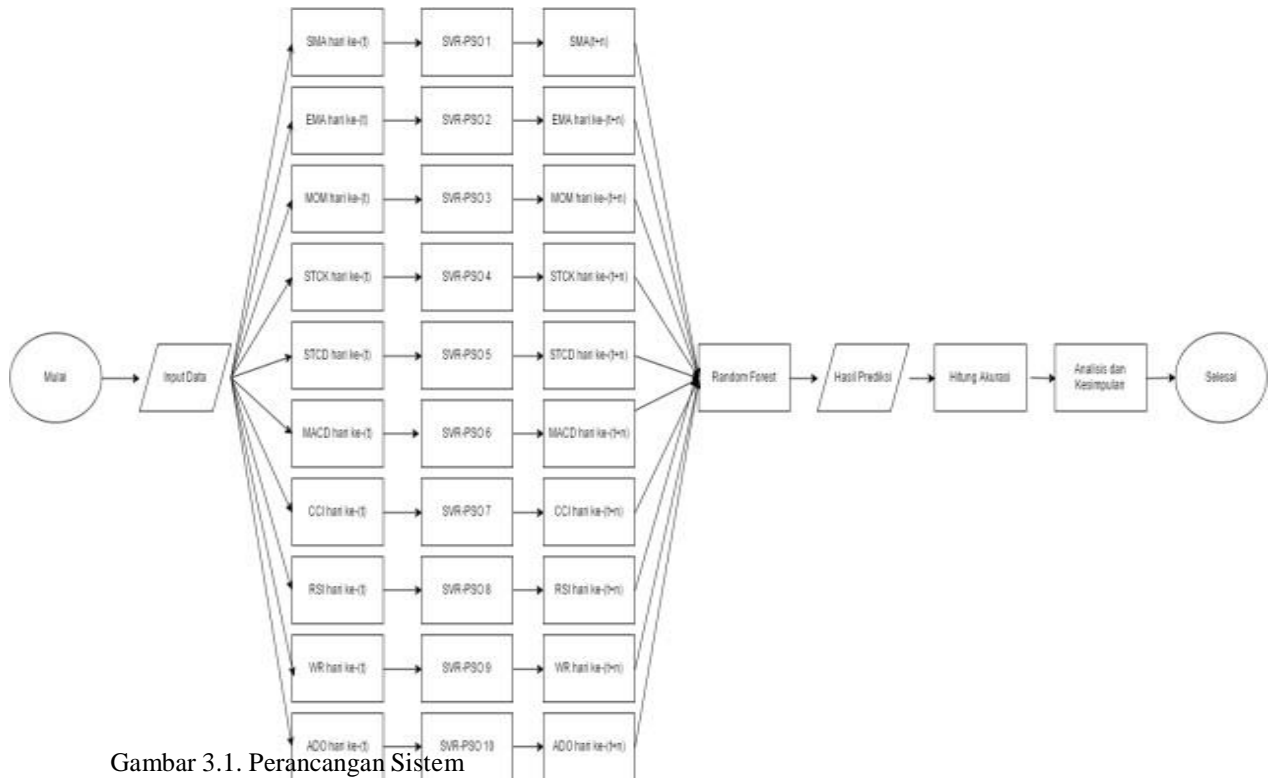 SMA hari ke-(t)
SVR-PSO 1
SMA(t+n)
EMA hari ke-(t)
SVR-PSO 2
EMA hari ke-(t+n)
MOM hari ke-(t)
SVR-PSO 3
MOM hari ke-(t+n)
STCK hari ke-(t)
SVR-PSO 4
STCK hari ke-(t+n)
Mulai
Input Data
STCD hari ke-(t)
SVR-PSO 5
STCD hari ke-(t+n)
Random Forest
Hasil Prediksi
Hitung Akurasi
Analisis dan
Kesimpulan
Selesai
MACD hari ke-(t)
SVR-PSO 6
MACD hari ke-(t+n)
CCI hari ke-(t)
SVR-PSO 7
CCI hari ke-(t+n)
RSI hari ke-(t)
SVR-PSO 8
RSI hari ke-(t+n)
WR hari ke-(t)
SVR-PSO 9
WR hari ke-(t+n)
ADO hari ke-(t)
SVR-PSO 10
ADO hari ke-(t+n)
Gambar 3.1. Perancangan Sistem